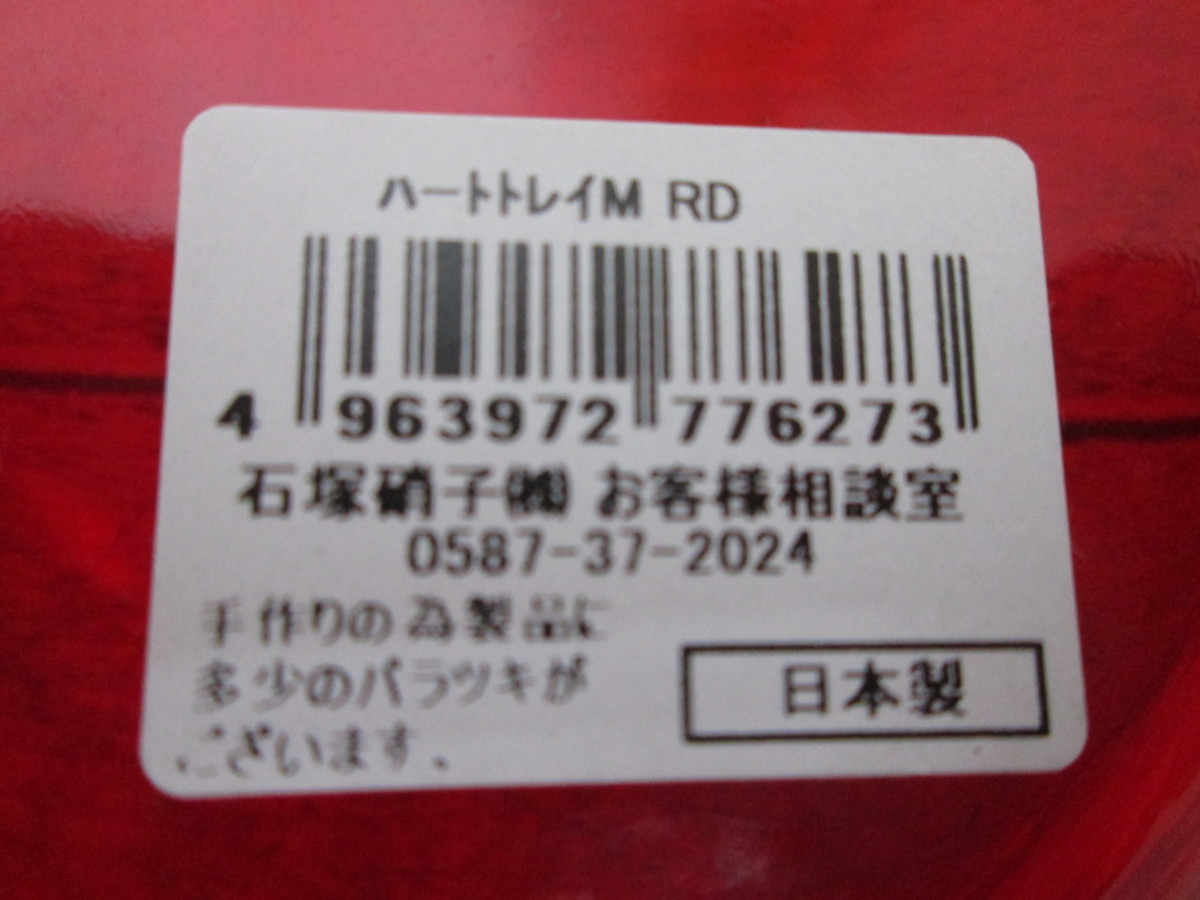 ハートトレイM RD
4 963972 776273
石塚硝子㈱ お客様相談室
0587-37-2024
手作りの為製品に
多少のバラツキが
ございます。
日本製